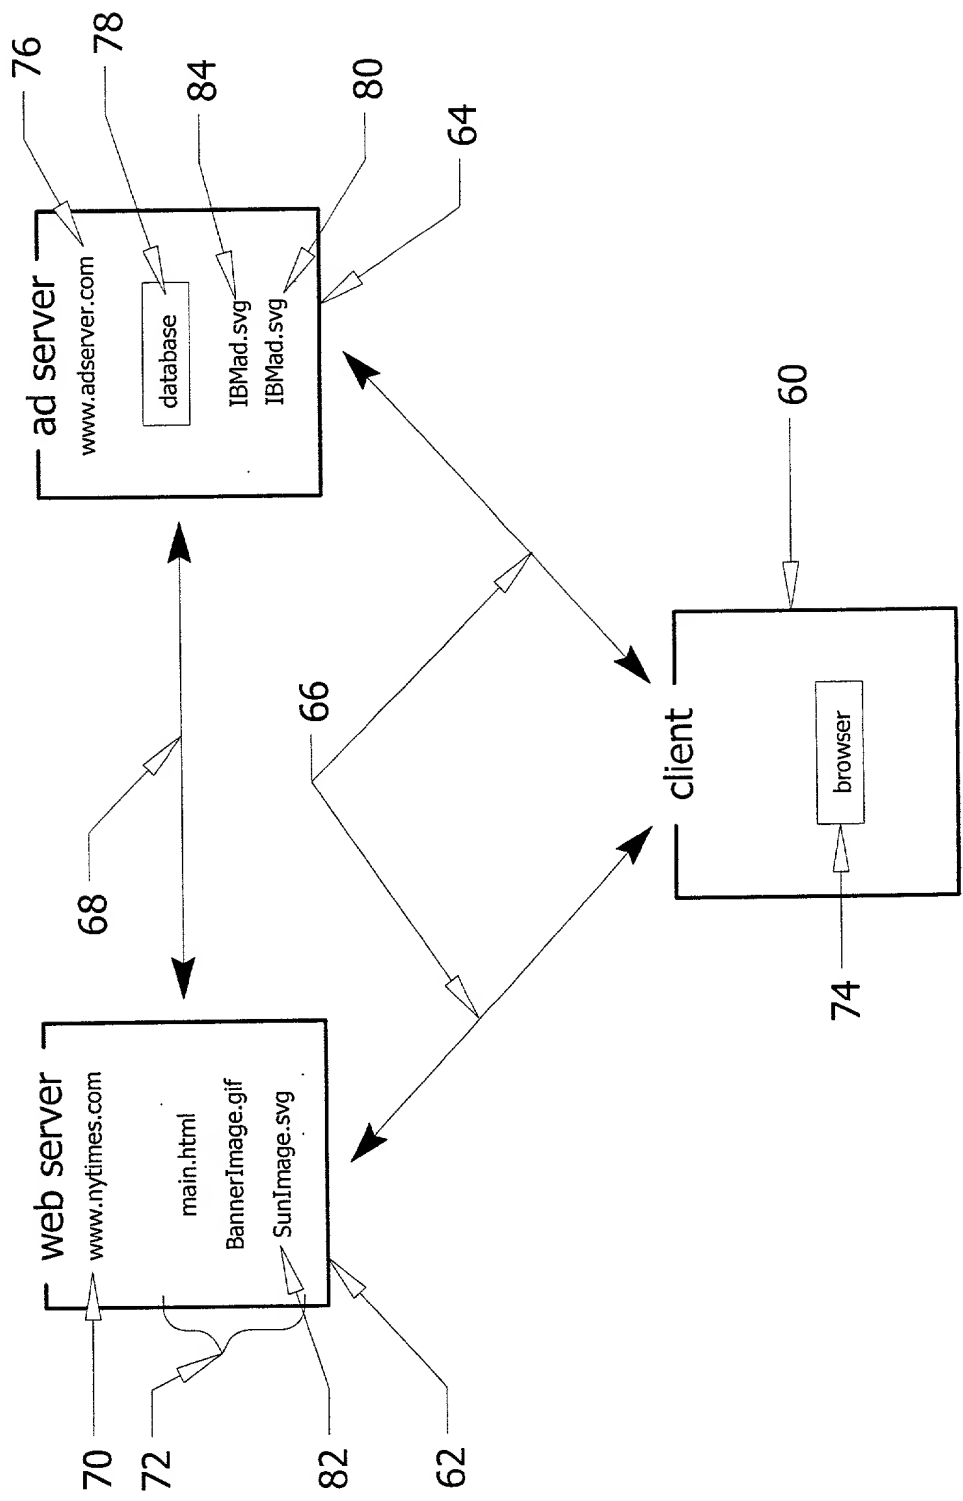 web server
www.nytimes.com
main.html
BannerImage.gif
SunImage.svg
70
72
82
62
68
66
ad server
www.adserver.com
database
IBMad.svg
IBMad.svg
76
78
84
80
64
client
browser
74
60